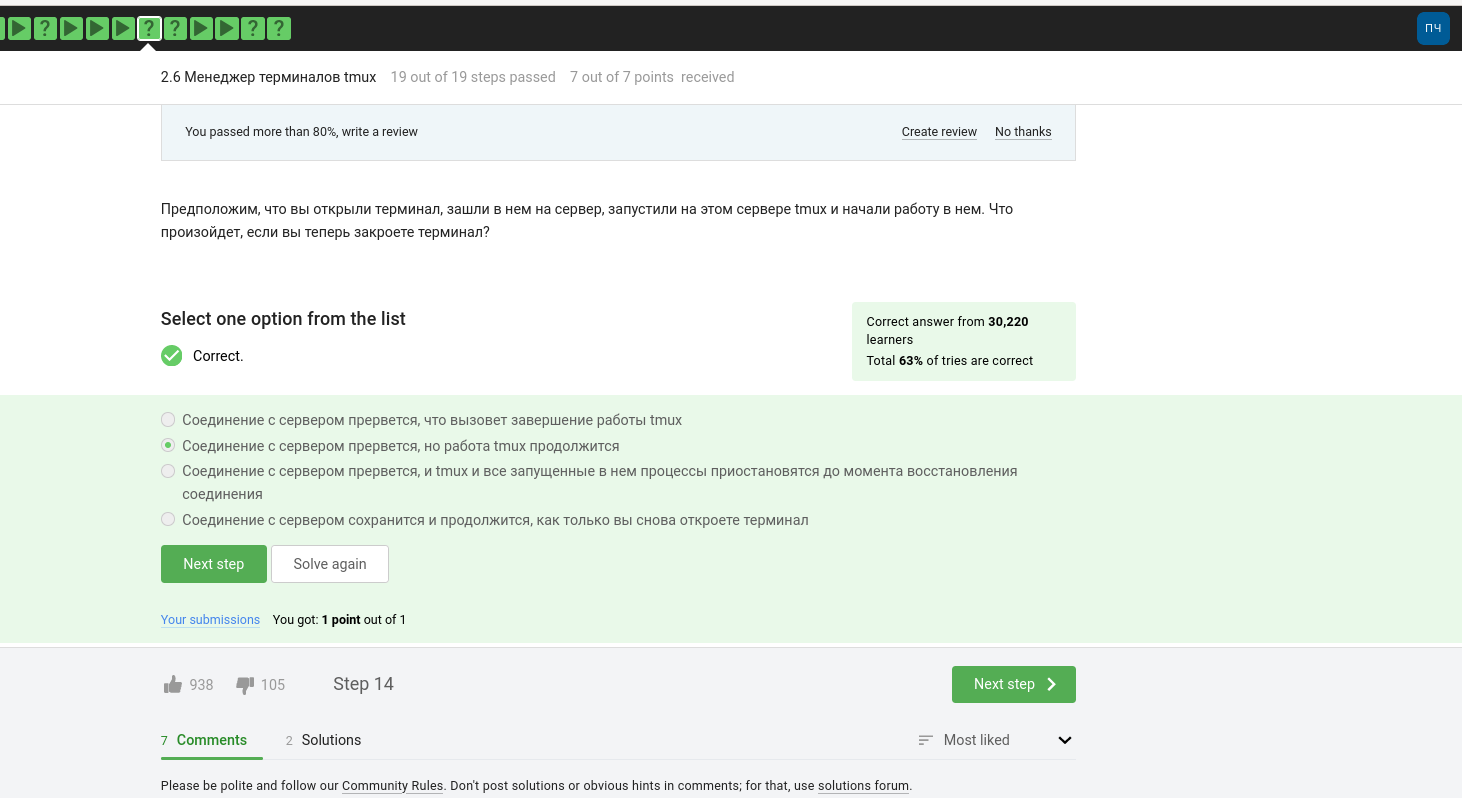 ? ? ? ? ?
ПЧ
2.6 Менеджер терминалов tmux 19 out of 19 steps passed 7 out of 7 points received
You passed more than 80%, write a review Create review No thanks
Предположим, что вы открыли терминал, зашли в нем на сервер, запустили на этом сервере tmux и начали работу в нем. Что
произойдет, если вы теперь закроете терминал?
Select one option from the list
Correct.
Correct answer from 30,220
learners
Total 63% of tries are correct
Соединение с сервером прервется, что вызовет завершение работы tmux
Соединение с сервером прервется, но работа tmux продолжится
Соединение с сервером прервется, и tmux и все запущенные в нем процессы приостановятся до момента восстановления
соединения
Соединение с сервером сохранится и продолжится, как только вы снова откроете терминал
Next step Solve again
Your submissions You got: 1 point out of 1
938 105 Step 14 Next step
7 Comments 2 Solutions Most liked
Please be polite and follow our Community Rules. Don't post solutions or obvious hints in comments; for that, use solutions forum.